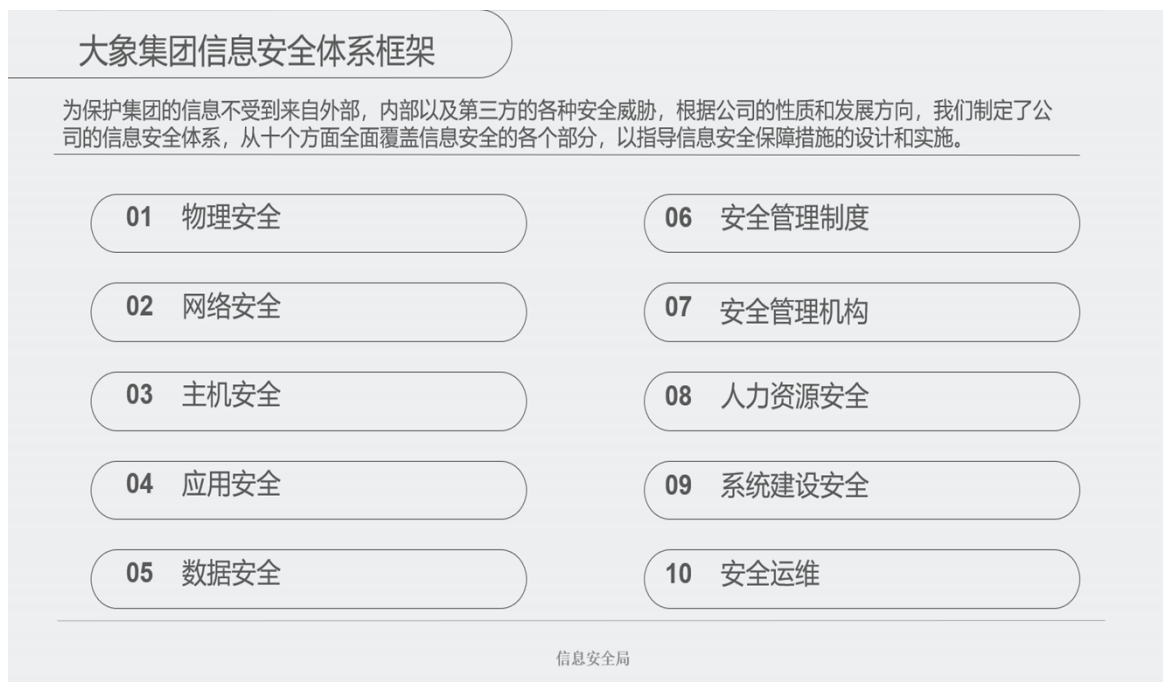 大象集团信息安全体系框架
为保护集团的信息不受到来自外部，内部以及第三方的各种安全威胁，根据公司的性质和发展方向，我们制定了公
司的信息安全体系，从十个方面全面覆盖信息安全的各个部分，以指导信息安全保障措施的设计和实施。
01 物理安全
02 网络安全
03 主机安全
04 应用安全
05 数据安全
06 安全管理制度
07 安全管理机构
08 人力资源安全
09 系统建设安全
10 安全运维
信息安全局